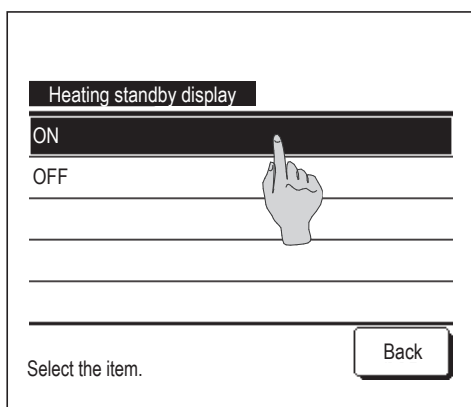 Heating standby display
ON
OFF
Select the item.
Back